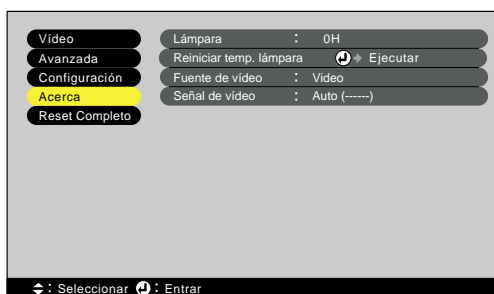 Vídeo
Avanzada
Configuración
Acerca
Reset Completo
Lámpara : 0H
Reiniciar temp. lámpara Ejecutar
Fuente de vídeo : Video
Señal de vídeo : Auto (------)
: Seleccionar : Entrar